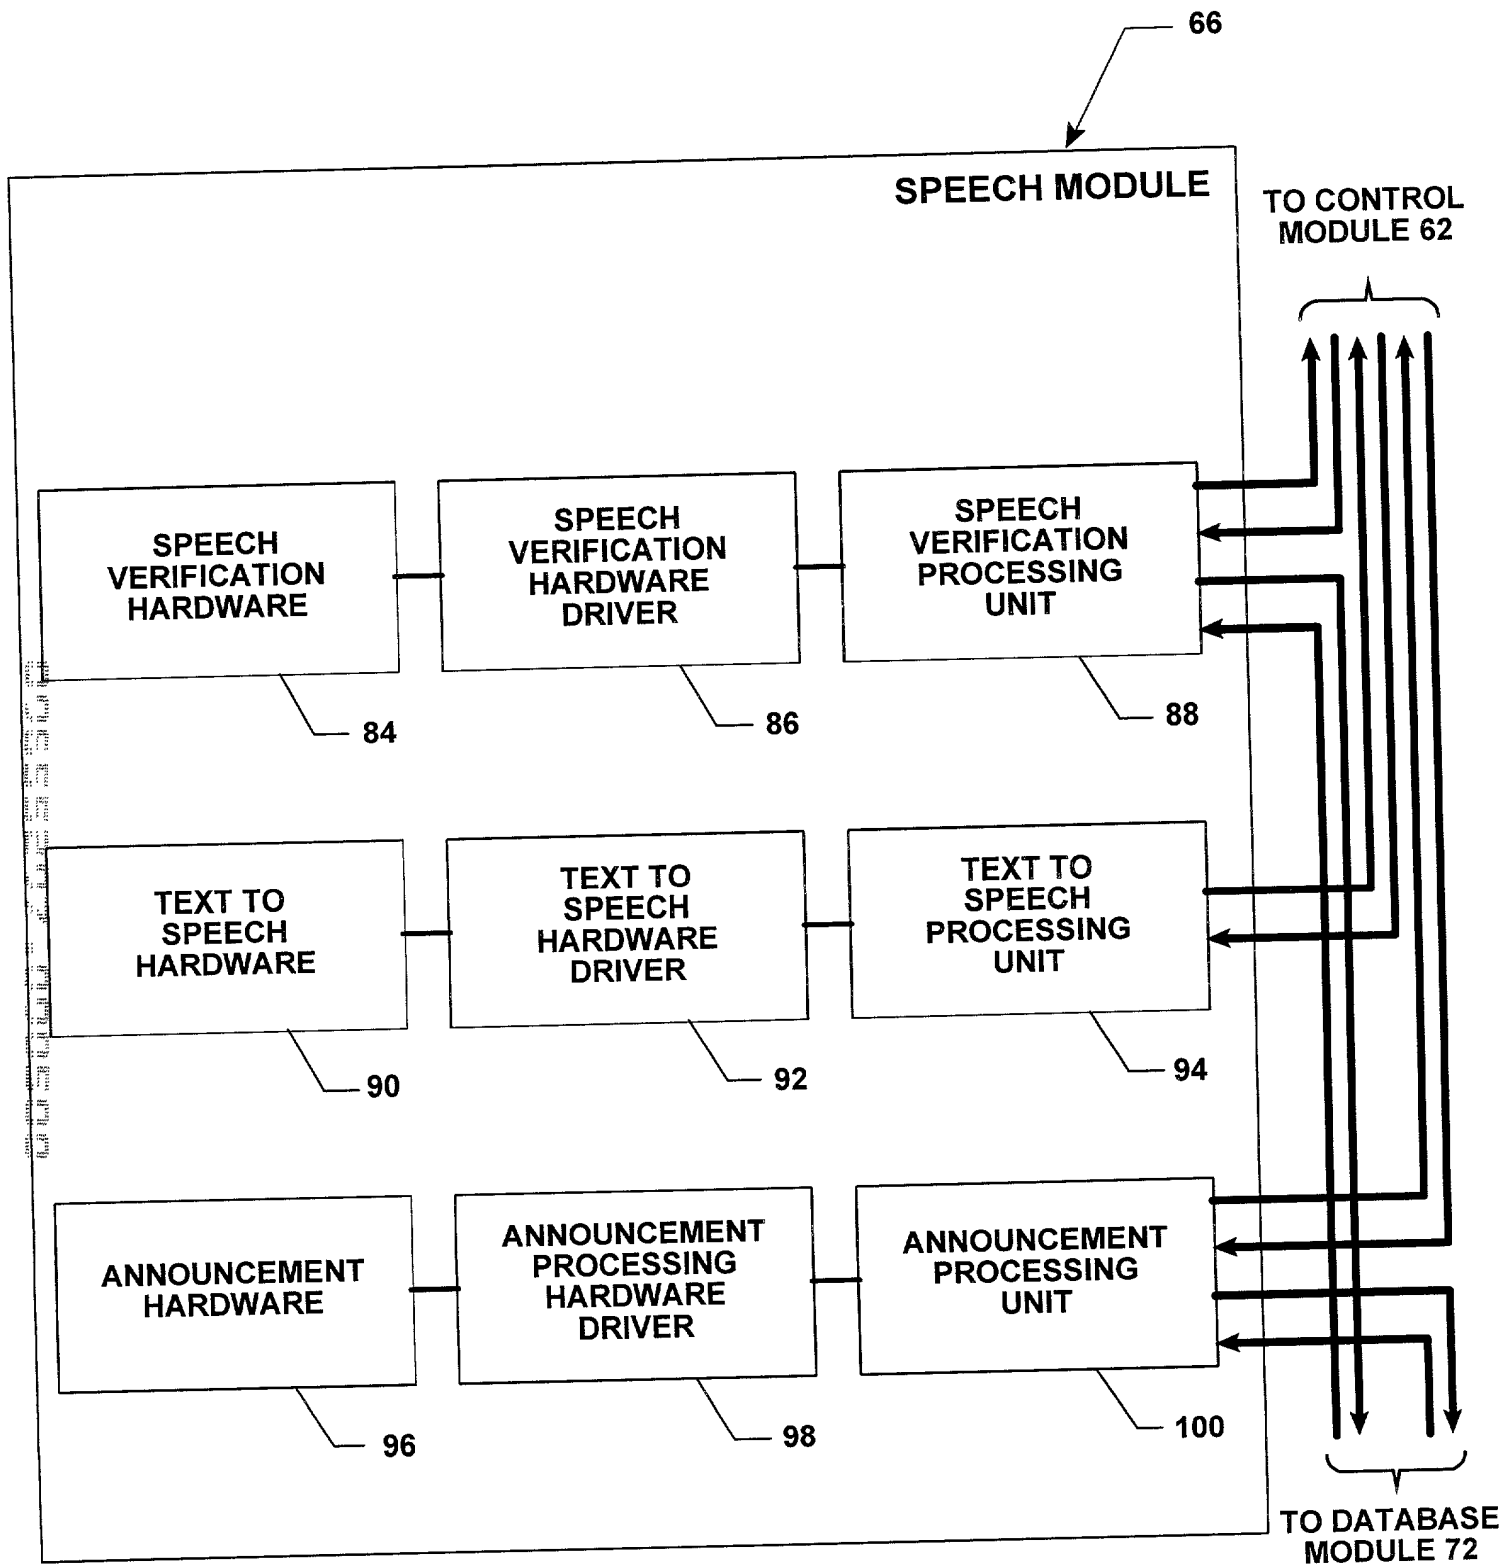 66
SPEECH MODULE
TO CONTROL
MODULE 62
SPEECH
VERIFICATION
HARDWARE
SPEECH
VERIFICATION
HARDWARE
DRIVER
SPEECH
VERIFICATION
PROCESSING
UNIT
84
86
88
TEXT TO
SPEECH
HARDWARE
TEXT TO
SPEECH
HARDWARE
DRIVER
TEXT TO
SPEECH
PROCESSING
UNIT
90
92
94
ANNOUNCEMENT
HARDWARE
ANNOUNCEMENT
PROCESSING
HARDWARE
DRIVER
ANNOUNCEMENT
PROCESSING
UNIT
96
98
100
TO DATABASE
MODULE 72